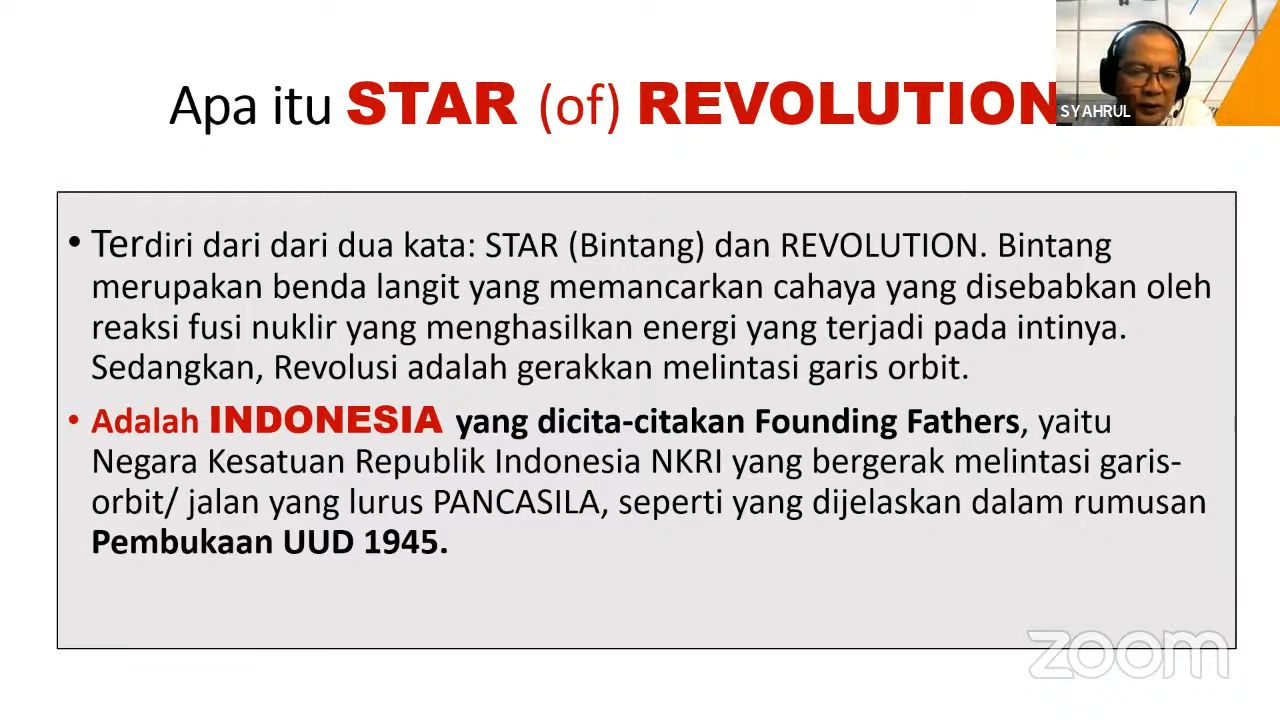 Apa itu STAR (of) REVOLUTION
SYAHRUL
• Terdiri dari dari dua kata: STAR (Bintang) dan REVOLUTION. Bintang
merupakan benda langit yang memancarkan cahaya yang disebabkan oleh
reaksi fusi nuklir yang menghasilkan energi yang terjadi pada intinya.
Sedangkan, Revolusi adalah gerakkan melintasi garis orbit.
• Adalah INDONESIA yang dicita-citakan Founding Fathers, yaitu
Negara Kesatuan Republik Indonesia NKRI yang bergerak melintasi garis-
orbit/ jalan yang lurus PANCASILA, seperti yang dijelaskan dalam rumusan
Pembukaan UUD 1945.
zoom